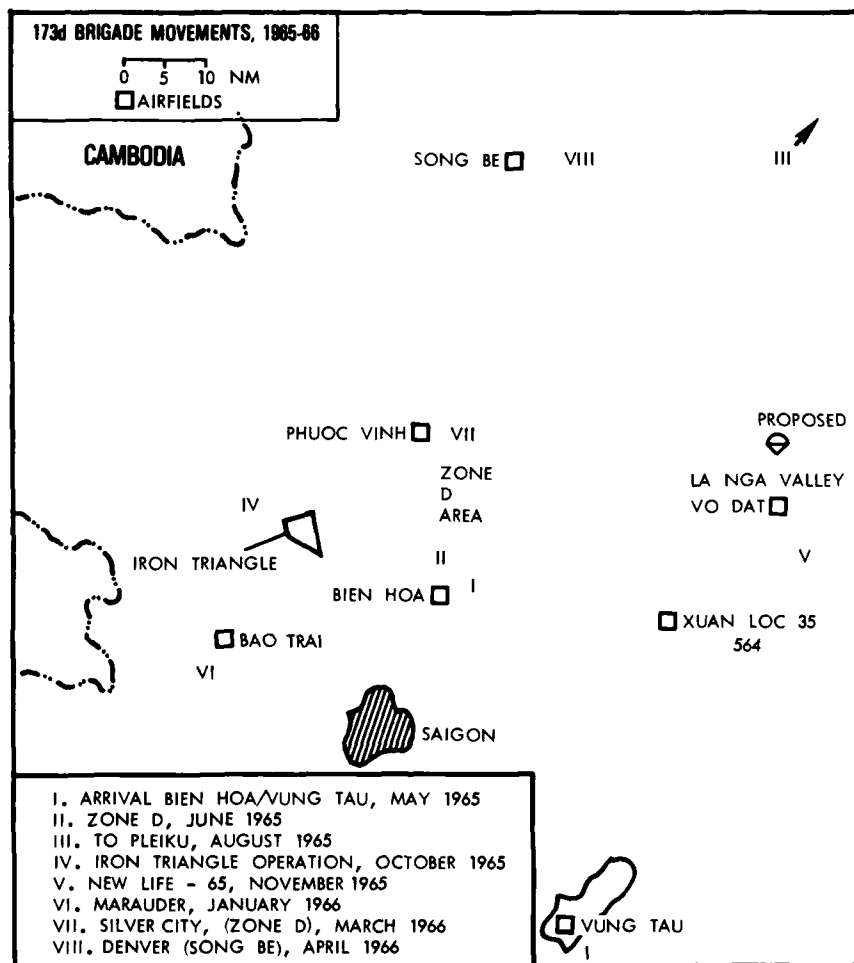 173d BRIGADE MOVEMENTS, 1965-66
0 5 10 NM
AIRFIELDS
CAMBODIA
SONG BE VIII III
PHUOC VINH VII
PROPOSED
ZONE
D
AREA
LA NGA VALLEY
VO DAT
IV
IRON TRIANGLE
II
V
BIEN HOA I
XUAN LOC 35
564
BAO TRAI
VI
SAIGON
I. ARRIVAL BIEN HOA/VUNG TAU, MAY 1965
II. ZONE D, JUNE 1965
III. TO PLEIKU, AUGUST 1965
IV. IRON TRIANGLE OPERATION, OCTOBER 1965
V. NEW LIFE - 65, NOVEMBER 1965
VI. MARAUDER, JANUARY 1966
VII. SILVER CITY, (ZONE D), MARCH 1966
VIII. DENVER (SONG BE), APRIL 1966
VUNG TAU
I